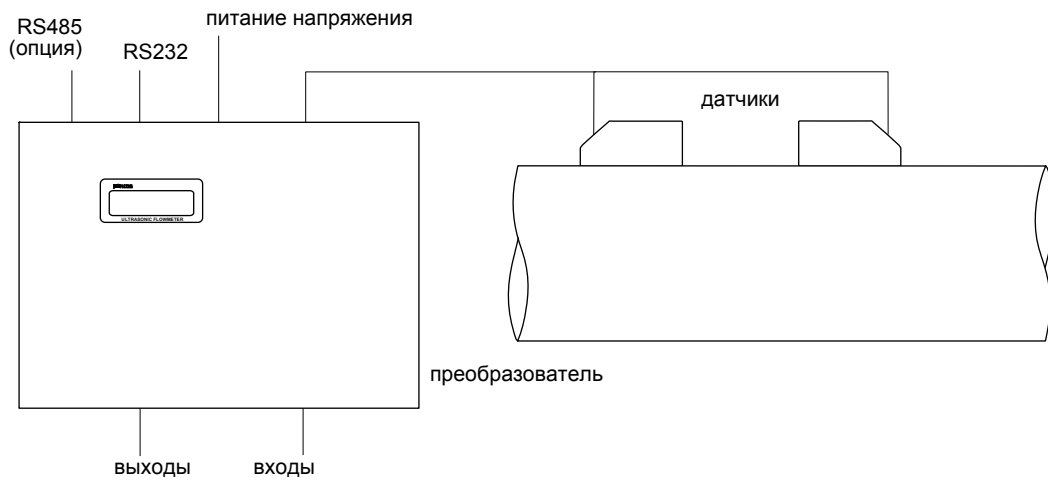 RS485
(опция)
RS232
питание напряжения
датчики
ULTRASONIC FLOWMETER
преобразователь
выходы
входы